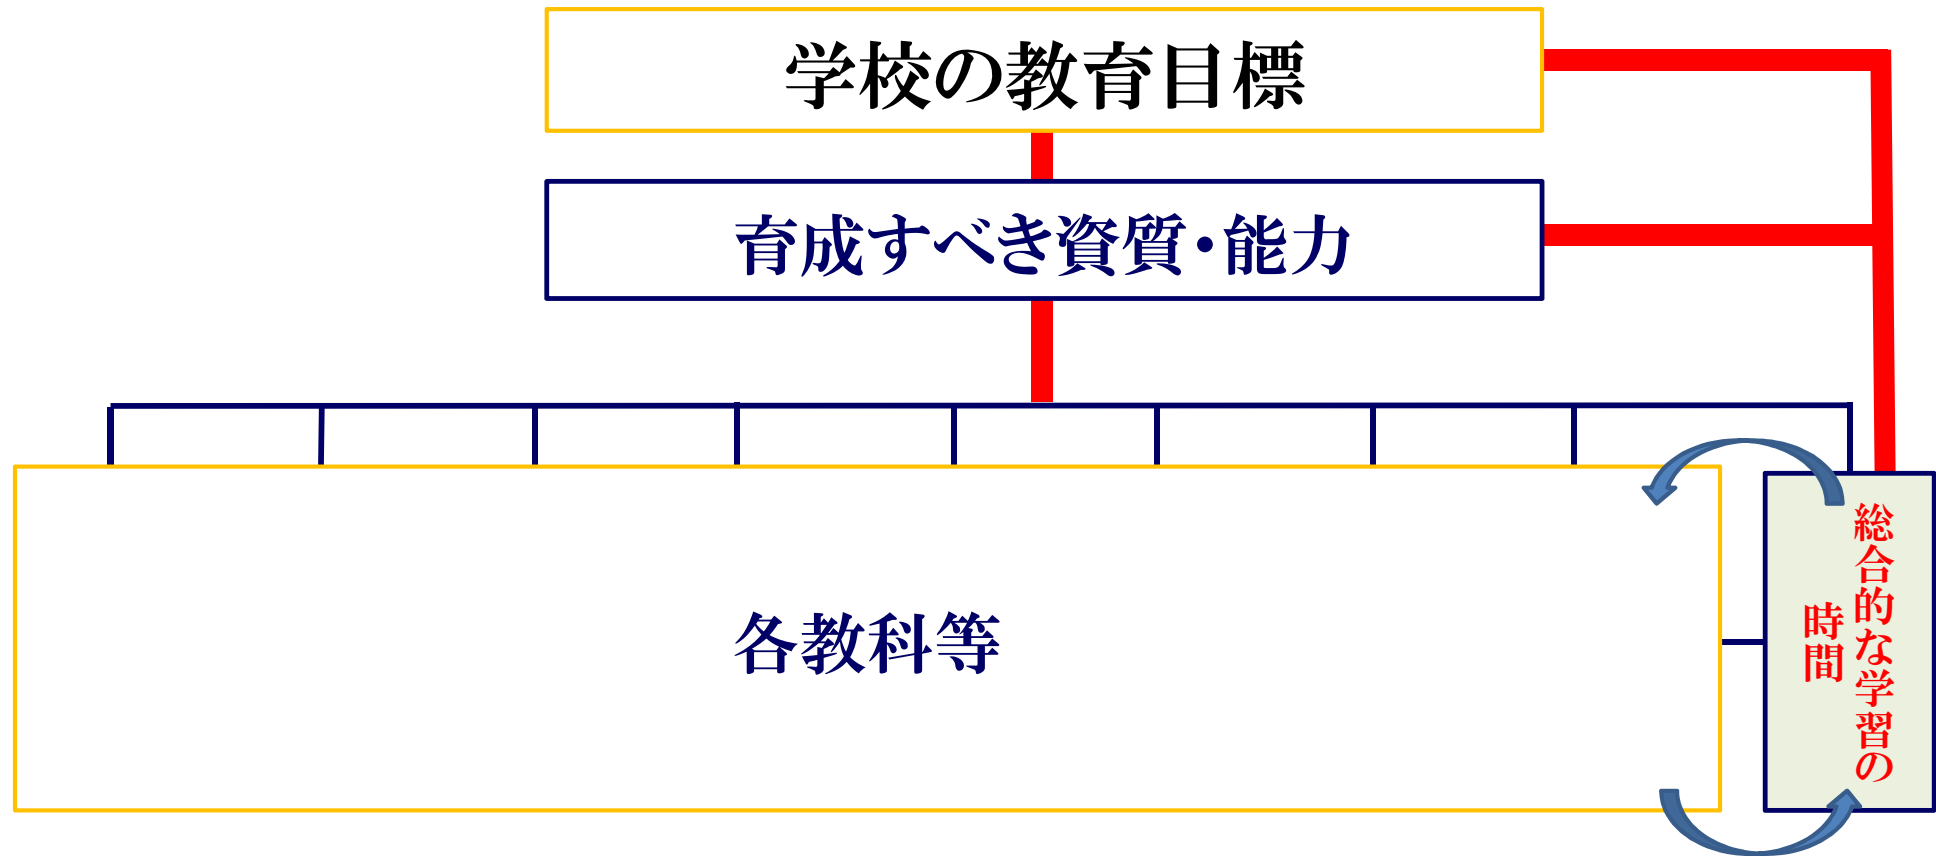 学校の教育目標
育成すべき資質・能力
各教科等
総合的な学習の
時間